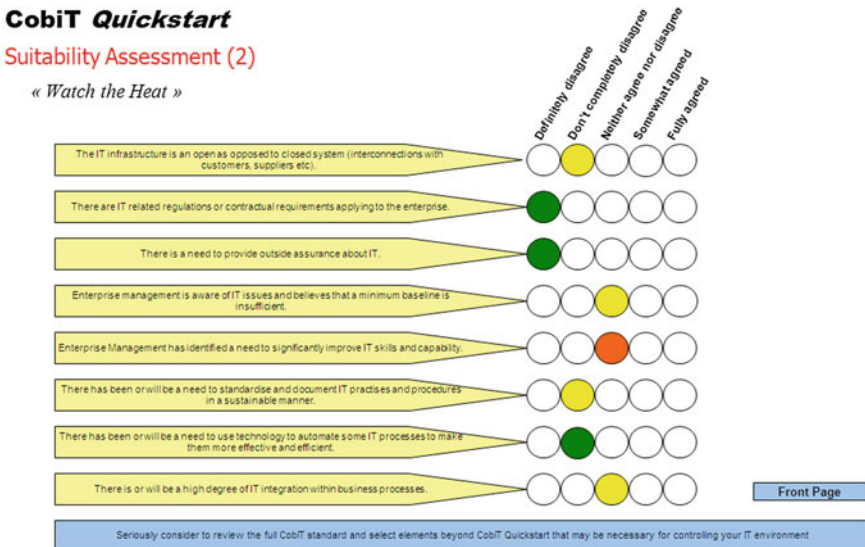 CobiT Quickstart
Suitability Assessment (2)
« Watch the Heat »
Definitely disagree
Don't completely disagree
Neither agree nor disagree
Somewhat agreed
Fully agreed
The IT infrastructure is an open as opposed to closed system (interconnections with
customers, suppliers etc).
There are IT related regulations or contractual requirements applying to the enterprise.
There is a need to provide outside assurance about IT.
Enterprise management is aware of IT issues and believes that a minimum baseline is
insufficient.
Enterprise Management has identified a need to significantly improve IT skills and capability.
There has been or will be a need to standardise and document IT practises and procedures
in a sustainable manner.
There has been or will be a need to use technology to automate some IT processes to make
them more effective and efficient.
There is or will be a high degree of IT integration within business processes.
Front Page
Seriously consider to review the full CobiT standard and select elements beyond CobiT Quickstart that may be necessary for controlling your IT environment